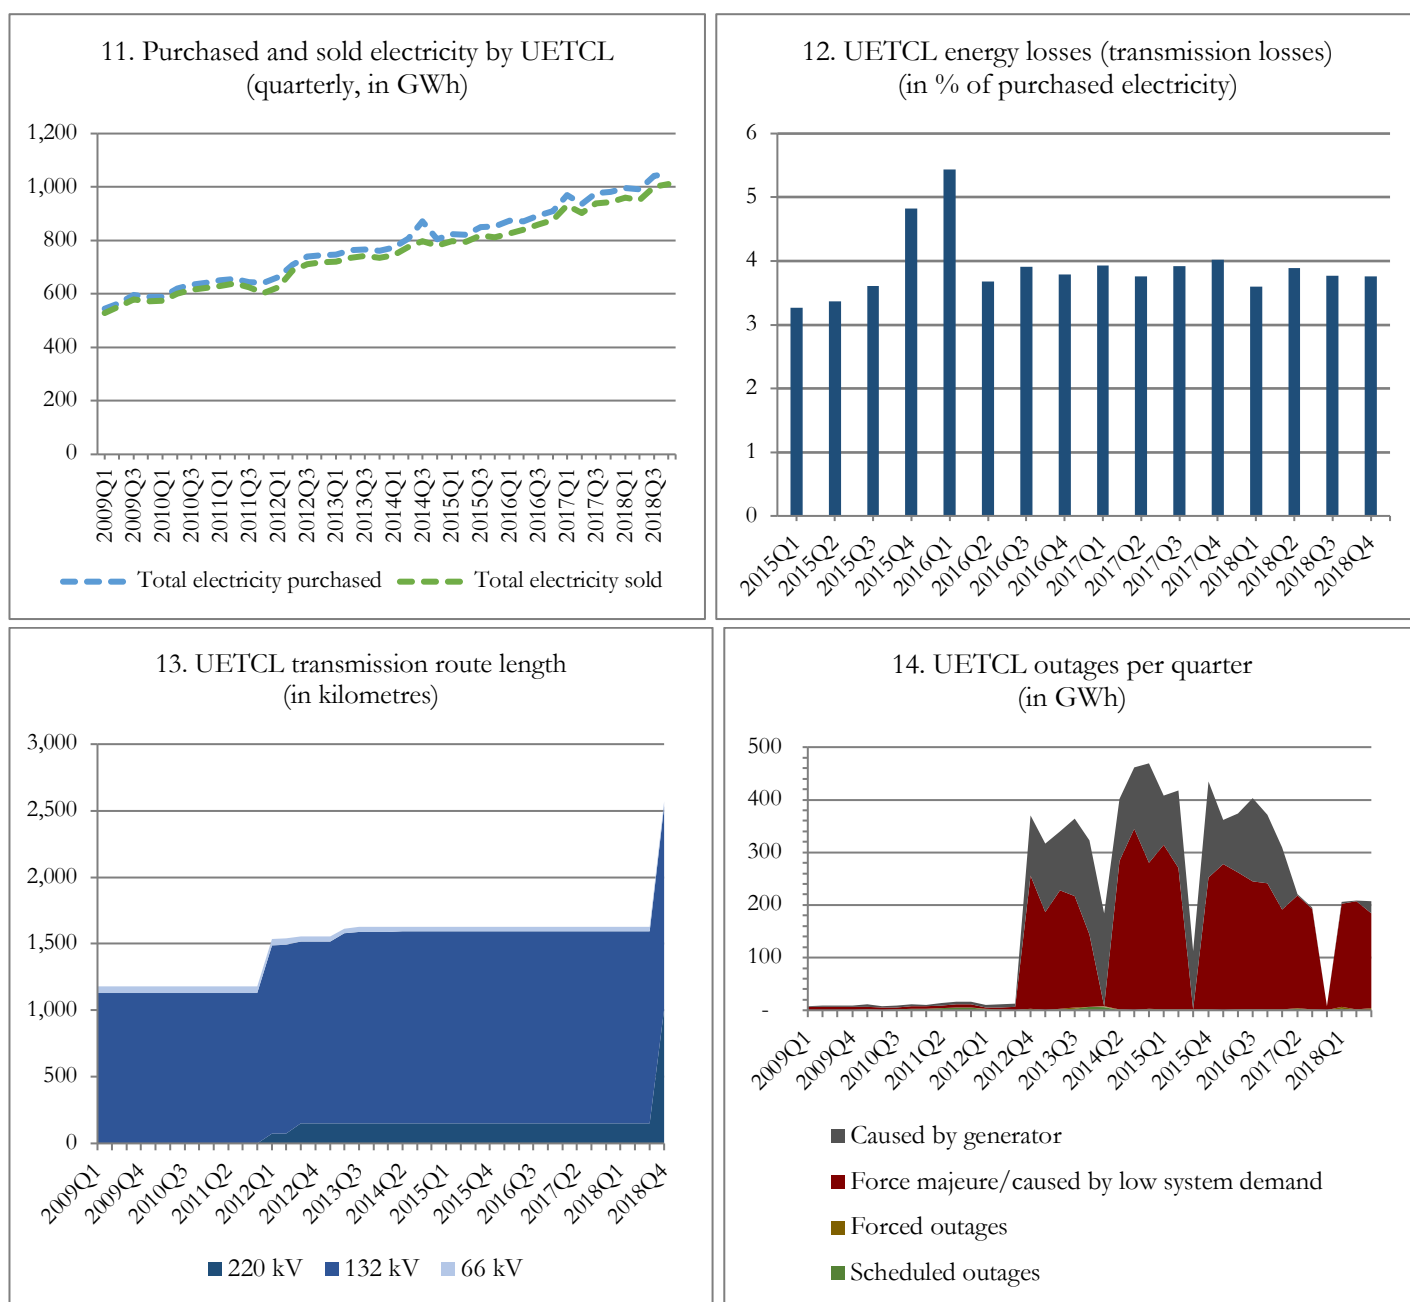 11. Purchased and sold electricity by UETCL
(quarterly, in GWh)
1,200
1,000
800
600
400
200
0
2009Q1
2009Q3
2010Q1
2010Q3
2011Q1
2011Q3
2012Q1
2012Q3
2013Q1
2013Q3
2014Q1
2014Q3
2015Q1
2015Q3
2016Q1
2016Q3
2017Q1
2017Q3
2018Q1
2018Q3
Total electricity purchased
Total electricity sold
12. UETCL energy losses (transmission losses)
(in % of purchased electricity)
6
5
4
3
2
1
0
2015Q1
2015Q2
2015Q3
2015Q4
2016Q1
2016Q2
2016Q3
2016Q4
2017Q1
2017Q2
2017Q3
2017Q4
2018Q1
2018Q2
2018Q3
2018Q4
13. UETCL transmission route length
(in kilometres)
3,000
2,500
2,000
1,500
1,000
500
0
2009Q1
2009Q4
2010Q3
2011Q2
2012Q1
2012Q4
2013Q3
2014Q2
2015Q1
2015Q4
2016Q3
2017Q2
2018Q1
2018Q4
220 kV
132 kV
66 kV
14. UETCL outages per quarter
(in GWh)
500
400
300
200
100
-
2009Q1
2009Q4
2010Q3
2011Q2
2012Q1
2012Q4
2013Q3
2014Q2
2015Q1
2015Q4
2016Q3
2017Q2
2018Q1
Caused by generator
Force majeure/caused by low system demand
Forced outages
Scheduled outages